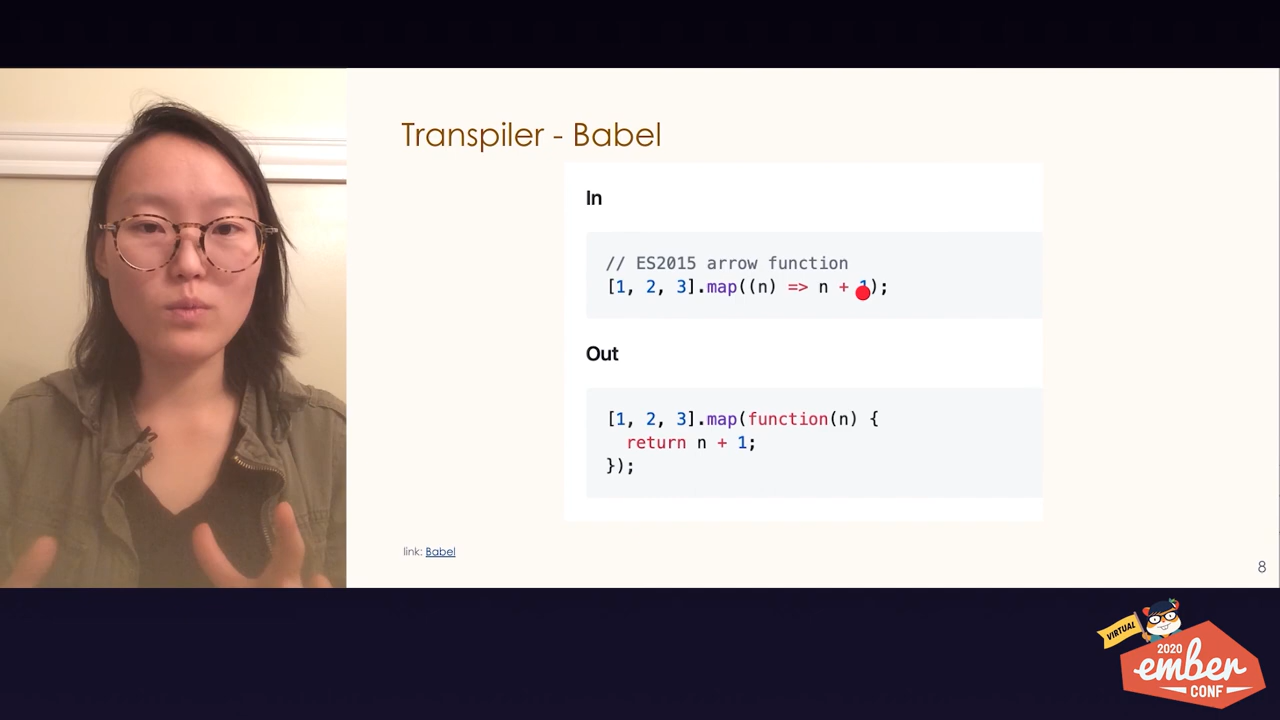 Transpiler - Babel
In
// ES2015 arrow function
[1, 2, 3].map((n) => n + 1);
Out
[1, 2, 3].map(function(n) {
return n + 1;
});
link: Babel
8
VIRTUAL
2020
ember
CONF